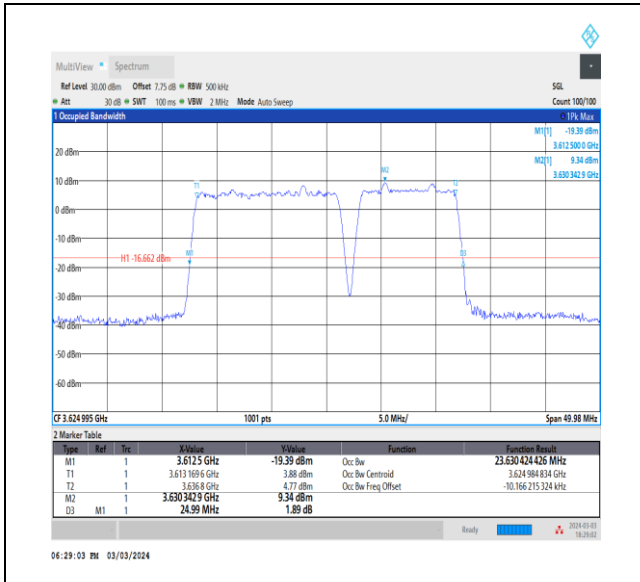 MultiView Spectrum
Ref Level 30.00 dBm Offset 7.75 dB RBW 500 kHz SGL
Att 30 dB SWT 100 ms VBW 2 MHz Mode Auto Sweep Count 100/100
1 Occupied Bandwidth 1Pk Max
M1[1] -19.39 dBm
3.612 500 0 GHz
M2[1] 9.34 dBm
3.630 342 9 GHz
20 dBm
10 dBm
0 dBm
-10 dBm
-20 dBm
-30 dBm
-40 dBm
-50 dBm
-60 dBm
T1
M2
T2
M1
D3
H1 -16.662 dBm
CF 3.624 995 GHz 1001 pts 5.0 MHz/ Span 49.98 MHz
2 Marker Table
Type Ref Trc X-Value Y-Value Function Function Result
M1 1 3.612 5 GHz -19.39 dBm Occ Bw 23.630 424 426 MHz
T1 1 3.613 169 6 GHz 3.88 dBm Occ Bw Centroid 3.624 984 834 GHz
T2 1 3.636 8 GHz 4.77 dBm Occ Bw Freq Offset -10.166 215 324 kHz
M2 1 3.630 342 9 GHz 9.34 dBm
D3 M1 1 24.99 MHz 1.89 dB
Ready 2024-03-03
18:29:02
06:29:03 PM 03/03/2024